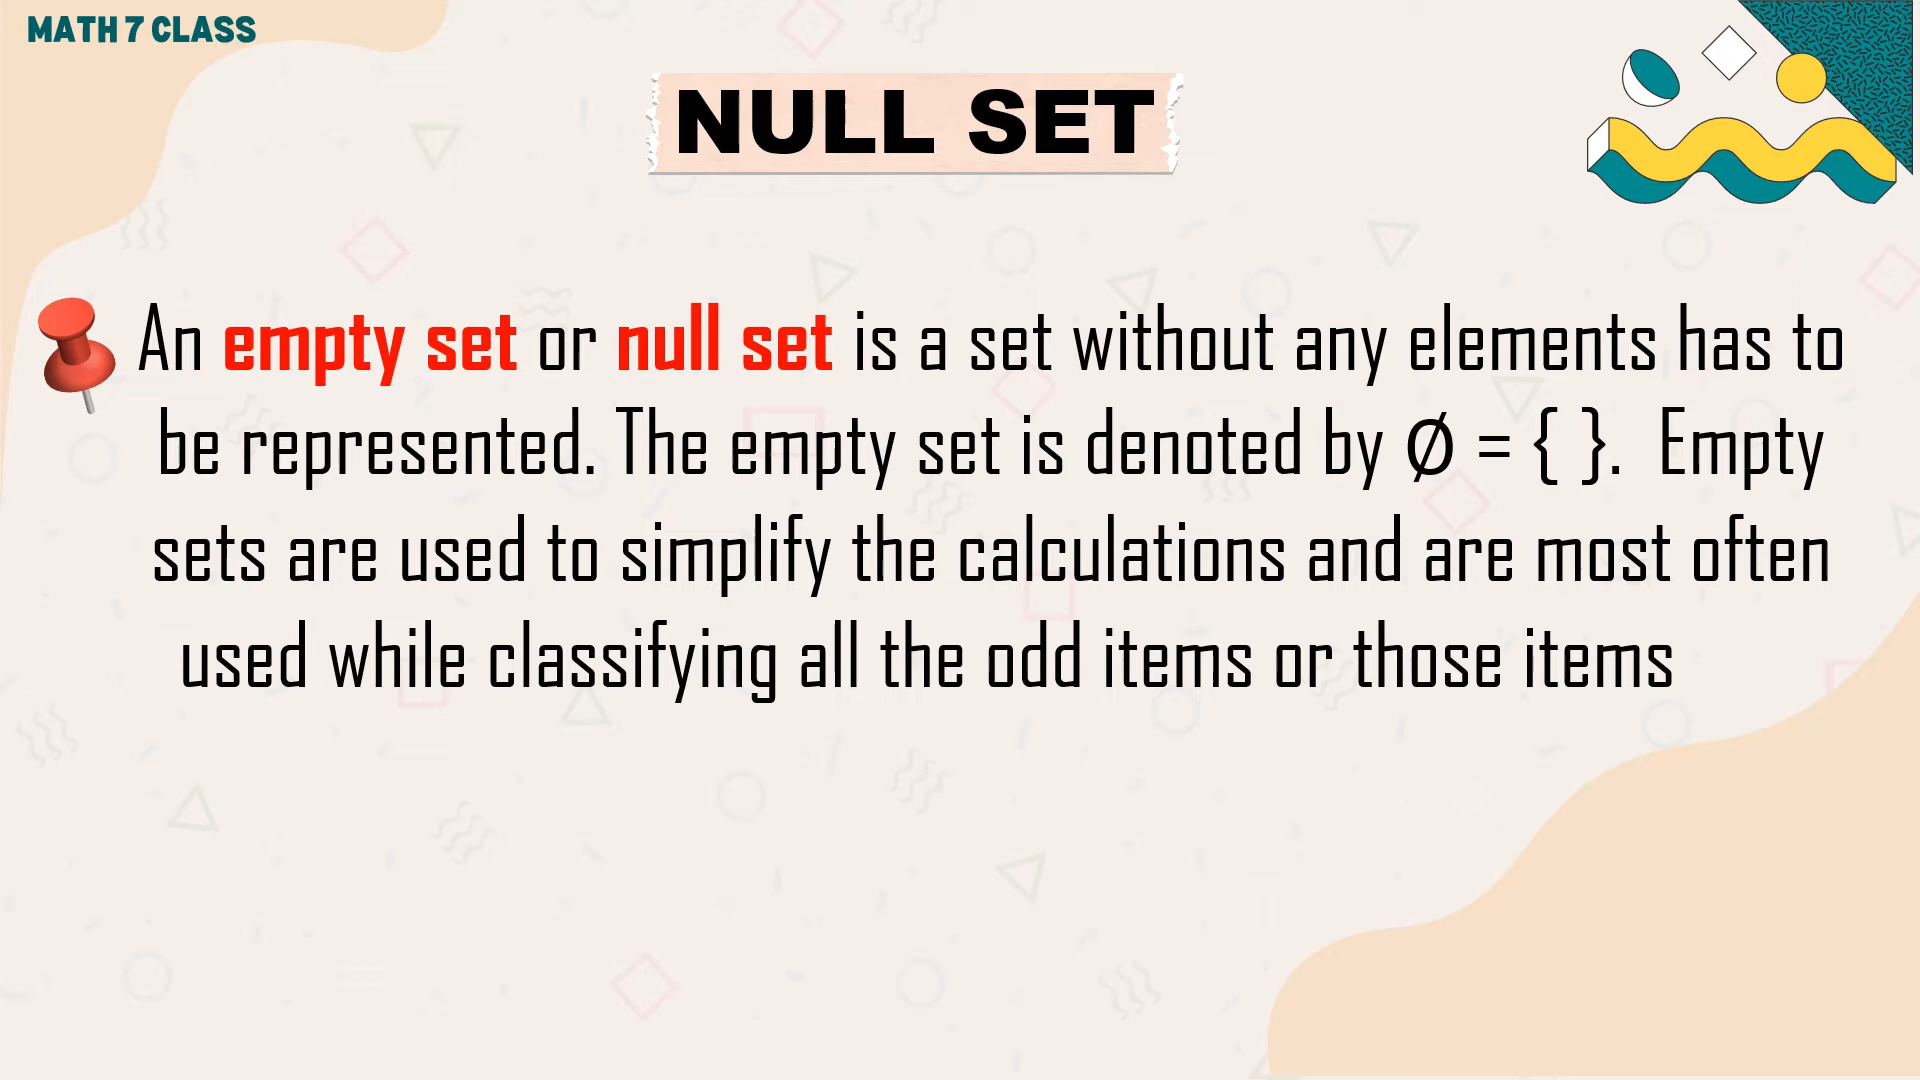 MATH 7 CLASS
NULL SET
An empty set or null set is a set without any elements has to
be represented. The empty set is denoted by Ø = { }. Empty
sets are used to simplify the calculations and are most often
used while classifying all the odd items or those items